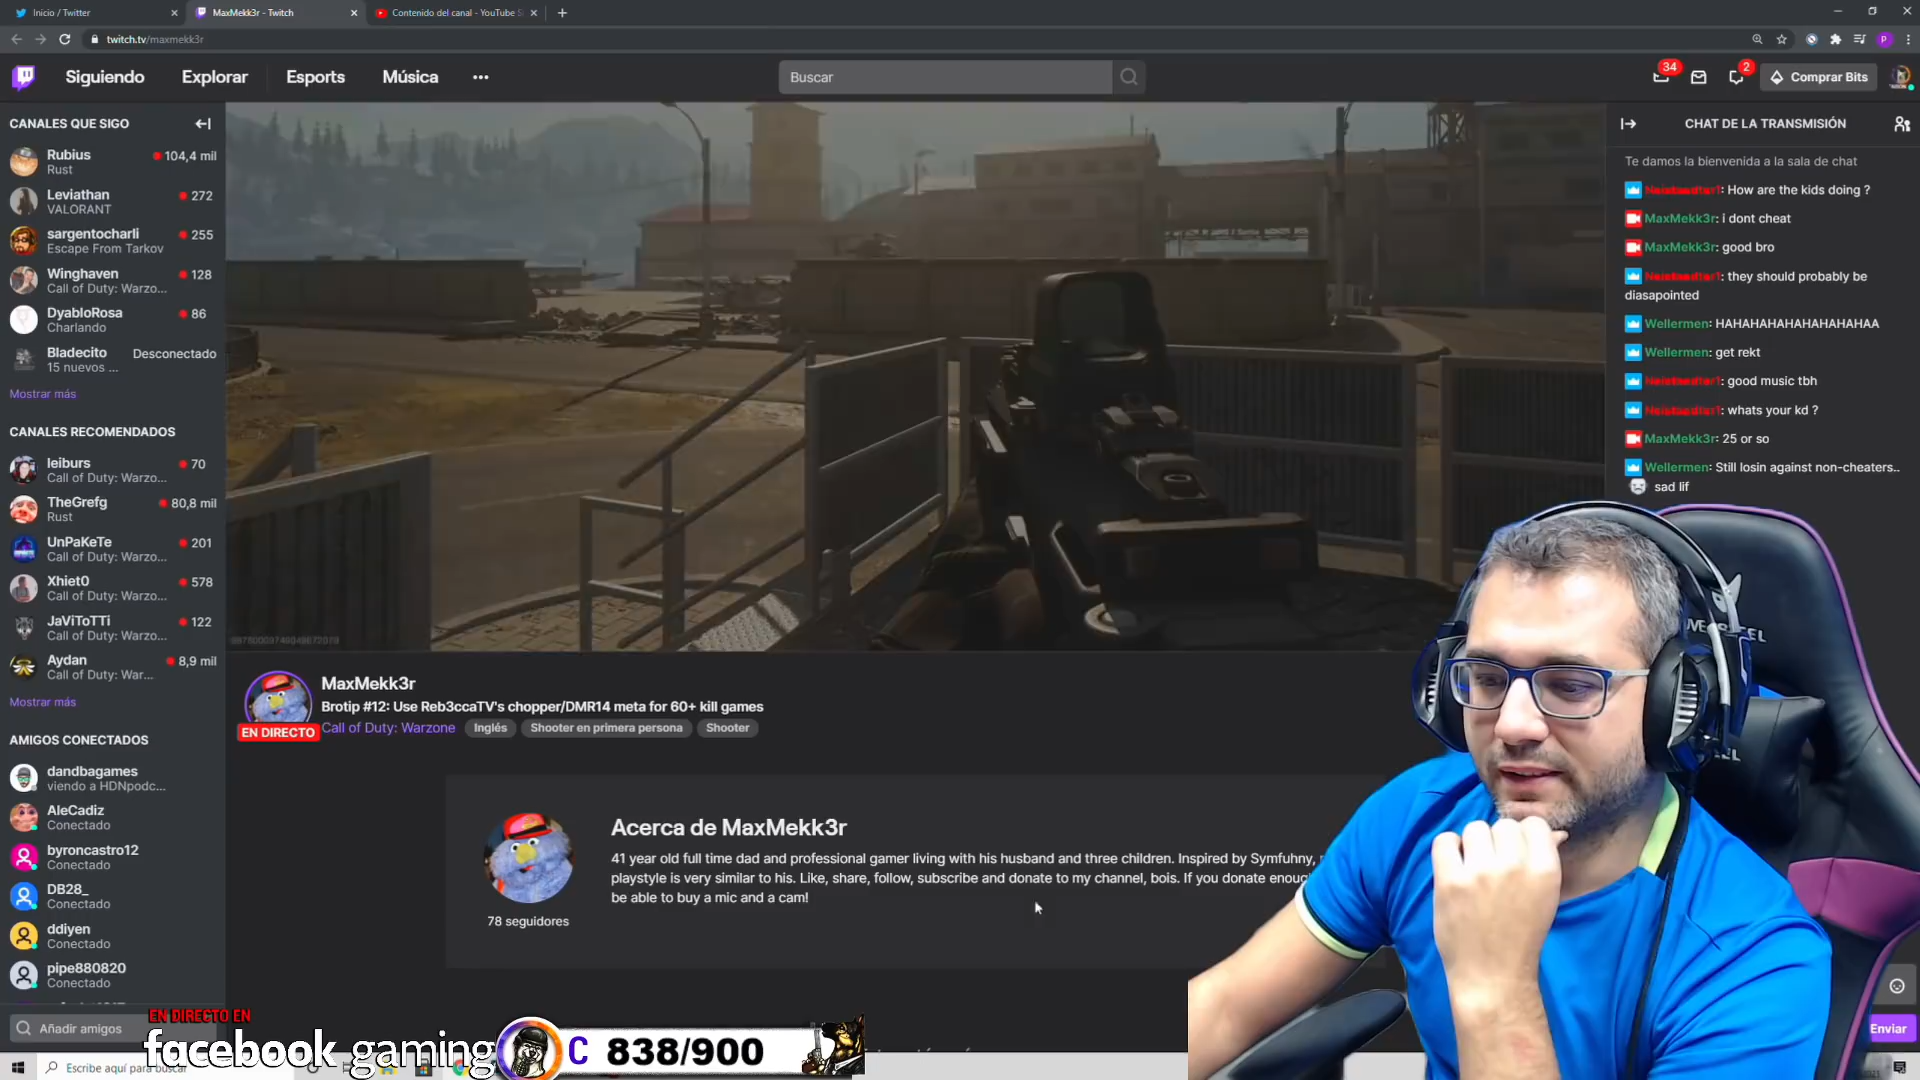 Inicio / Twitter
MaxMekk3r - Twitch
Contenido del canal - YouTube S
twitch.tv/maxmekk3r
Siguiendo
Explorar
Esports
Música
Buscar
34
2
Comprar Bits
CANALES QUE SIGO
Rubius
104,4 mil
Rust
Leviathan
272
VALORANT
sargentocharli
255
Escape From Tarkov
Winghaven
128
Call of Duty: Warzo...
DyabloRosa
86
Charlando
Bladecito
Desconectado
15 nuevos ...
Mostrar más
CANALES RECOMENDADOS
leiburs
70
Call of Duty: Warzo...
TheGrefg
80,8 mil
Rust
UnPaKeTe
201
Call of Duty: Warzo...
Xhiet0
578
Call of Duty: Warzo...
JaViToTTi
122
Call of Duty: Warzo...
Aydan
8,9 mil
Call of Duty: War...
Mostrar más
AMIGOS CONECTADOS
dandbagames
viendo a HDNpodc...
AleCadiz
Conectado
byroncastro12
Conectado
DB28_
Conectado
ddiyen
Conectado
pipe880820
Conectado
Añadir amigos
MaxMekk3r
Brotip #12: Use Reb3ccaTV's chopper/DMR14 meta for 60+ kill games
EN DIRECTO
Call of Duty: Warzone
Inglés
Shooter en primera persona
Shooter
Acerca de MaxMekk3r
41 year old full time dad and professional gamer living with his husband and three children. Inspired by Symfuhny,
playstyle is very similar to his. Like, share, follow, subscribe and donate to my channel, bois. If you donate
be able to buy a mic and a cam!
78 seguidores
CHAT DE LA TRANSMISIÓN
Te damos la bienvenida a la sala de chat
: How are the kids doing ?
MaxMekk3r: i dont cheat
MaxMekk3r: good bro
: they should probably be
diasapointed
Wellermen: HAHAHAHAHAHAHAHAA
Wellermen: get rekt
: good music tbh
: whats your kd ?
MaxMekk3r: 25 or so
Wellermen: Still losin against non-cheaters..
sad lif
Enviar
EN DIRECTO EN
facebook gaming
C 838/900
Escribe aquí para buscar